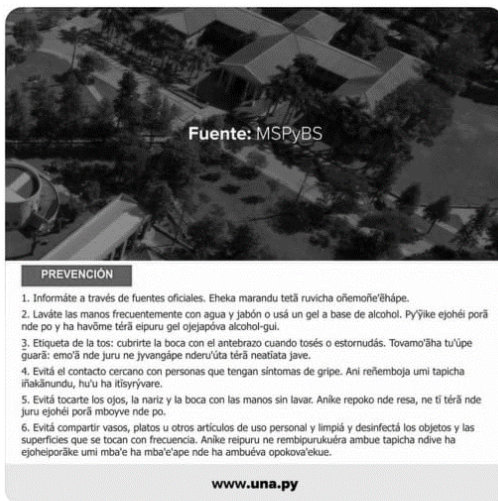 Fuente: MSPyBS
PREVENCIÓN
1. Informáte a través de fuentes oficiales. Eheka marandu tetã ruvicha oñemoñe'ẽhápe.
2. Laváte las manos frecuentemente con agua y jabón o usá un gel a base de alcohol. Py'ỹike ejohéi porã
nde po y ha havõme térã eipuru gel ojejapóva alcohol-gui.
3. Etiqueta de la tos: cubrirte la boca con el antebrazo cuando tosés o estornudás. Tovamo'ãha tu'ũpe
guarã: emo'ã nde juru ne jyvangápe nderu'úta térã neatĩata jave.
4. Evitá el contacto cercano con personas que tengan síntomas de gripe. Ani reñemboja umi tapicha
iñakãnundu, hu'u ha itĩsyrývare.
5. Evitá tocarte los ojos, la nariz y la boca con las manos sin lavar. Aníke repoko nde resa, ne tĩ térã nde
juru ejohéi porã mboyve nde po.
6. Evitá compartir vasos, platos u otros artículos de uso personal y limpiá y desinfectá los objetos y las
superficies que se tocan con frecuencia. Aníke reipuru ne rembipurukuéra ambue tapicha ndive ha
ejoheiporãke umi mba'e ha mba'e'ape nde ha ambuéva opokova'ekue.
www.una.py